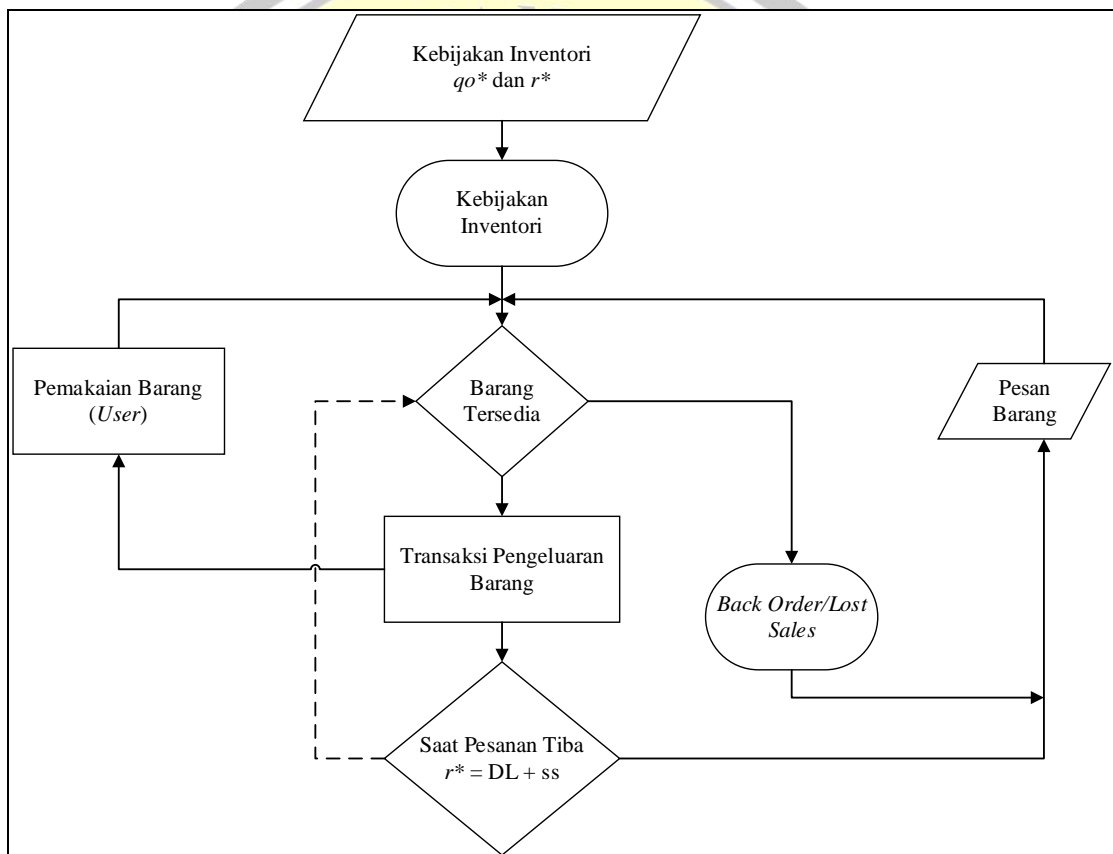 Kebijakan Inventori
qo* dan r*
Kebijakan
Inventori
Pemakaian Barang
(User)
Barang
Tersedia
Pesan
Barang
Transaksi Pengeluaran
Barang
Back Order/Lost
Sales
Saat Pesanan Tiba
r* = DL + ss